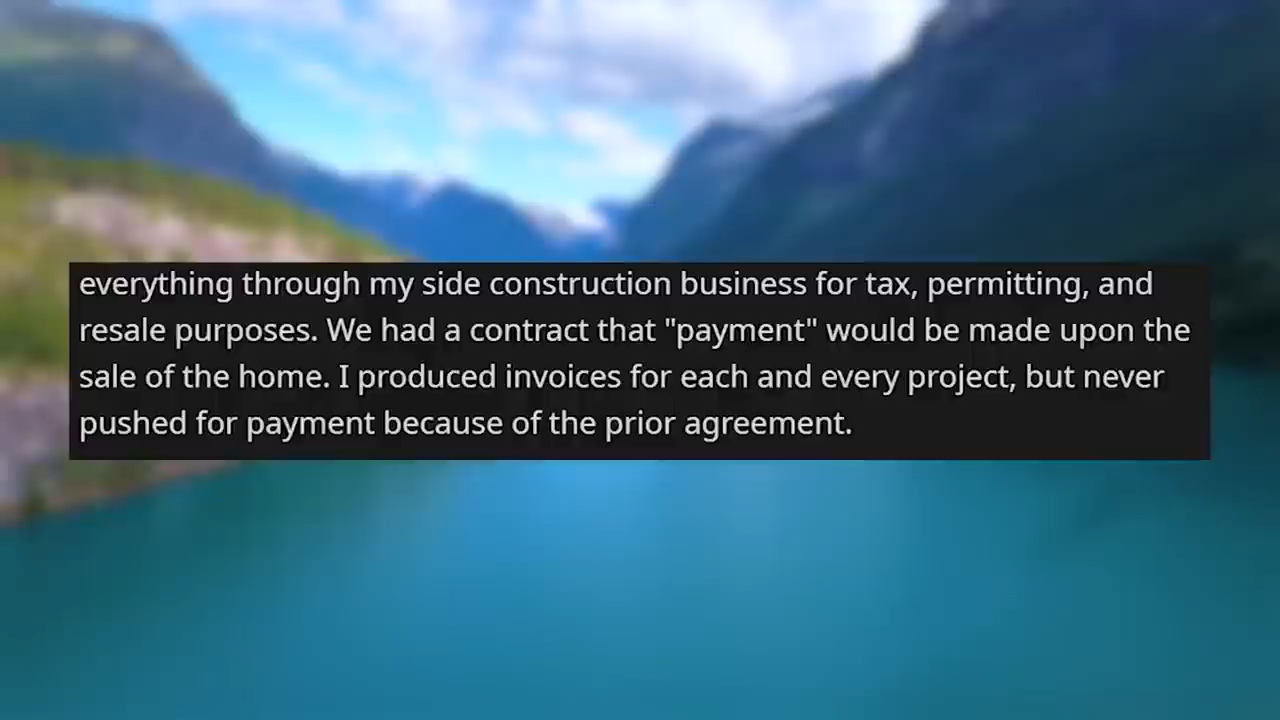 everything through my side construction business for tax, permitting, and
resale purposes. We had a contract that "payment" would be made upon the
sale of the home. I produced invoices for each and every project, but never
pushed for payment because of the prior agreement.